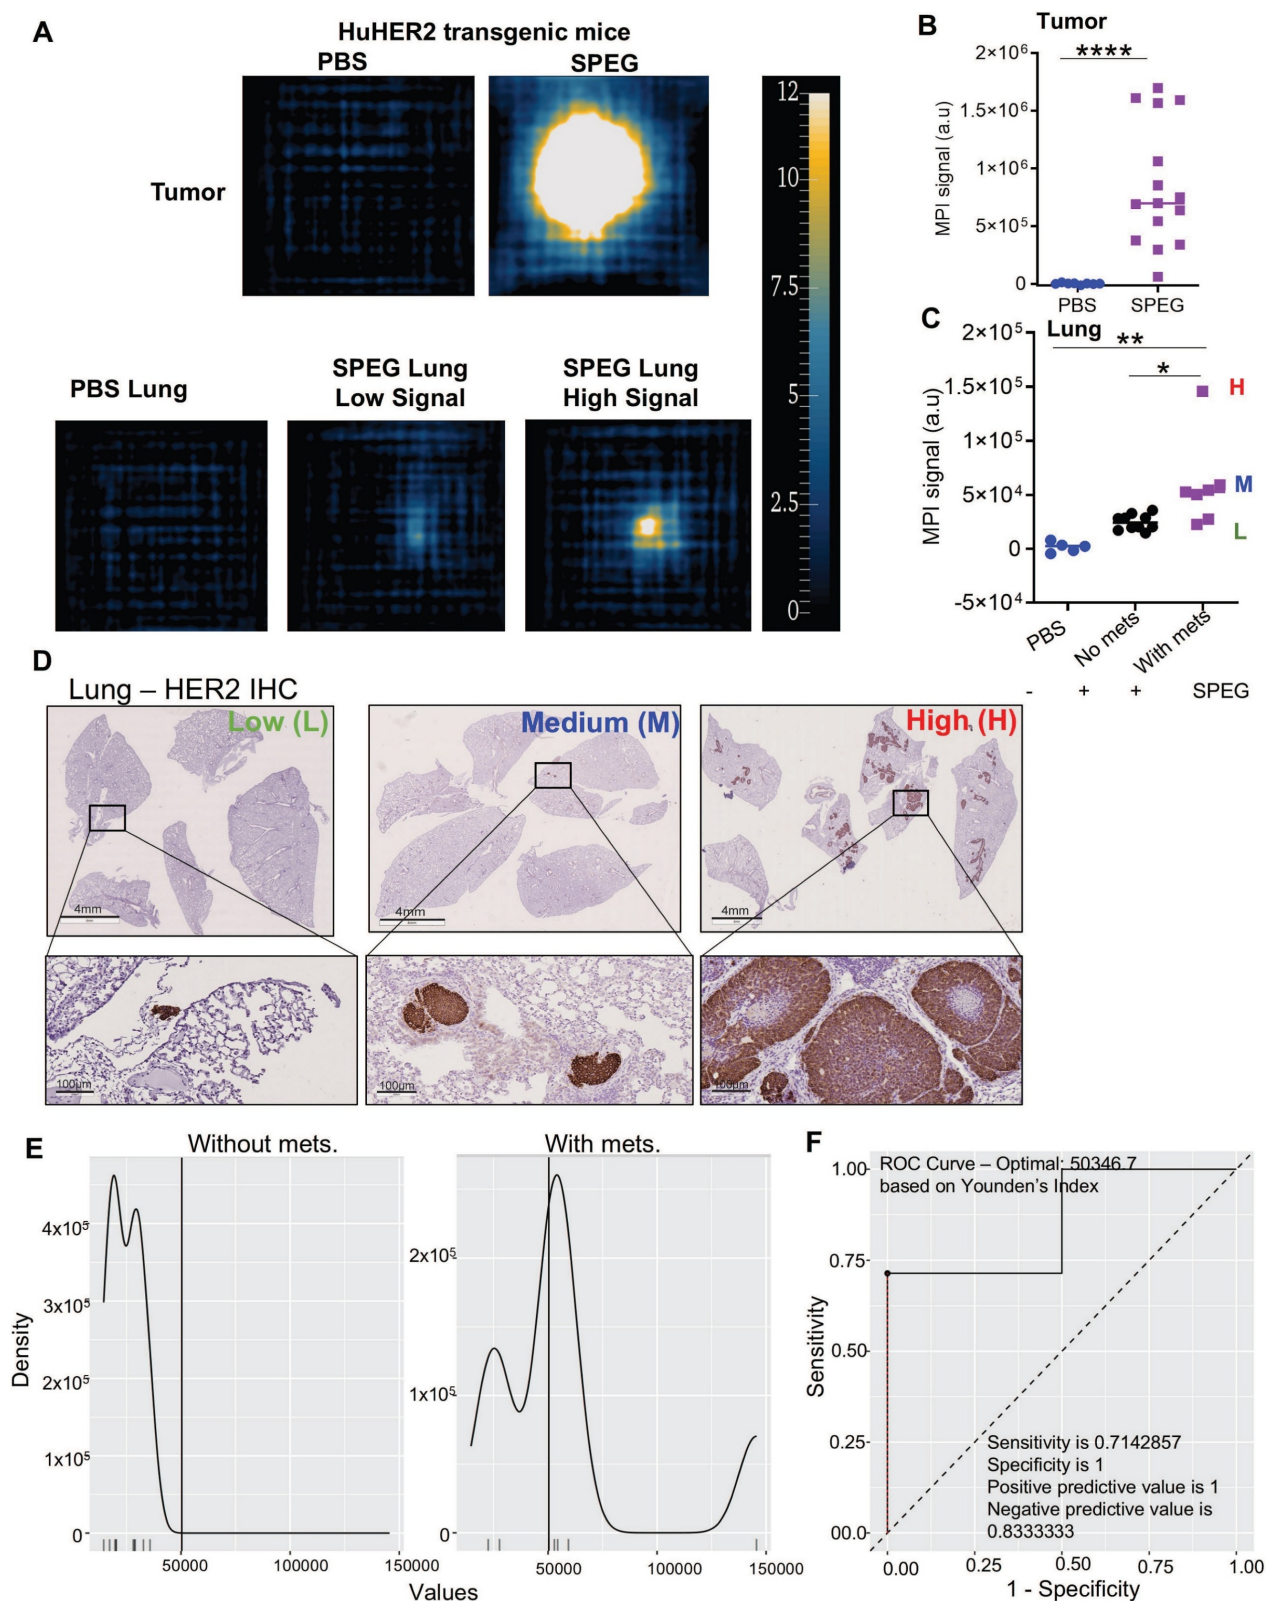 A
HuHER2 transgenic mice
PBS
SPEG
Tumor
PBS Lung
SPEG Lung
Low Signal
SPEG Lung
High Signal
12
10
7.5
5
2.5
0
B
Tumor
****
MPI signal (a.u)
2×10⁶
1.5×10⁶
1×10⁶
5×10⁵
0
PBS
SPEG
C
Lung
**
*
MPI signal (a.u)
2×10⁵
1.5×10⁵
1×10⁵
5×10⁴
0
-5×10⁴
H
M
L
PBS
No mets
With mets
- + + SPEG
D
Lung – HER2 IHC
Low (L)
Medium (M)
High (H)
4mm
4mm
4mm
100µm
100µm
100µm
E
Without mets.
With mets.
Density
4x10⁵
3x10⁵
2x10⁵
1x10⁵
0
50000
100000
150000
2x10⁵
1x10⁵
0
50000
100000
150000
Values
F
ROC Curve – Optimal: 50346.7
based on Younden's Index
Sensitivity
1.00
0.75
0.50
0.25
00.0
Sensitivity is 0.7142857
Specificity is 1
Positive predictive value is 1
Negative predictive value is
0.8333333
0.00
0.25
0.50
0.75
1.00
1 - Specificity